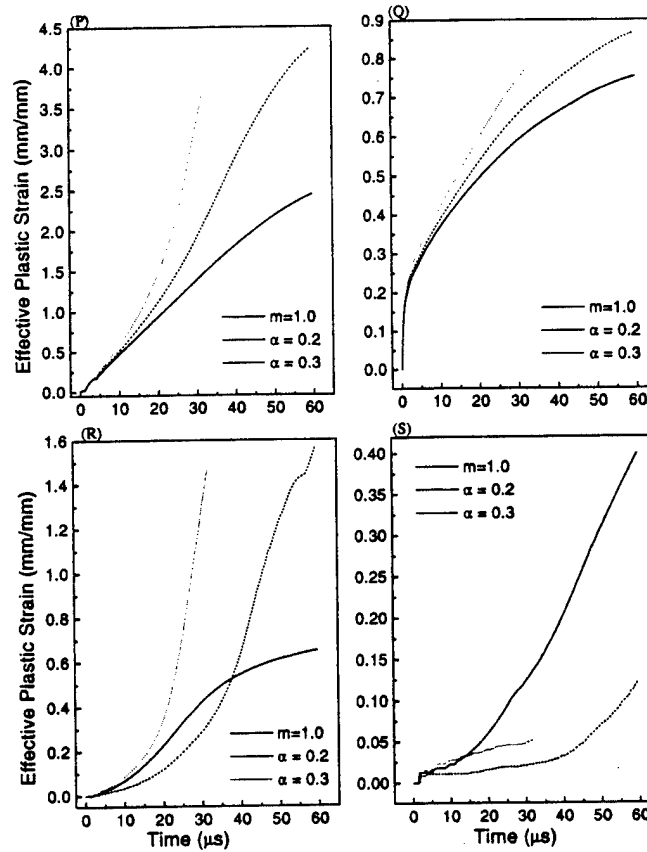 (P)
4.5
4.0
3.5
3.0
2.5
2.0
1.5
1.0
0.5
0.0
Effective Plastic Strain (mm/mm)
m=1.0
α = 0.2
α = 0.3
0 10 20 30 40 50 60
(Q)
0.9
0.8
0.7
0.6
0.5
0.4
0.3
0.2
0.1
0.0
m=1.0
α = 0.2
α = 0.3
0 10 20 30 40 50 60
(R)
1.6
1.4
1.2
1.0
0.8
0.6
0.4
0.2
0.0
Effective Plastic Strain (mm/mm)
m=1.0
α = 0.2
α = 0.3
0 10 20 30 40 50 60
Time (μs)
(S)
0.40
0.35
0.30
0.25
0.20
0.15
0.10
0.05
0.00
m=1.0
α = 0.2
α = 0.3
0 10 20 30 40 50 60
Time (μs)